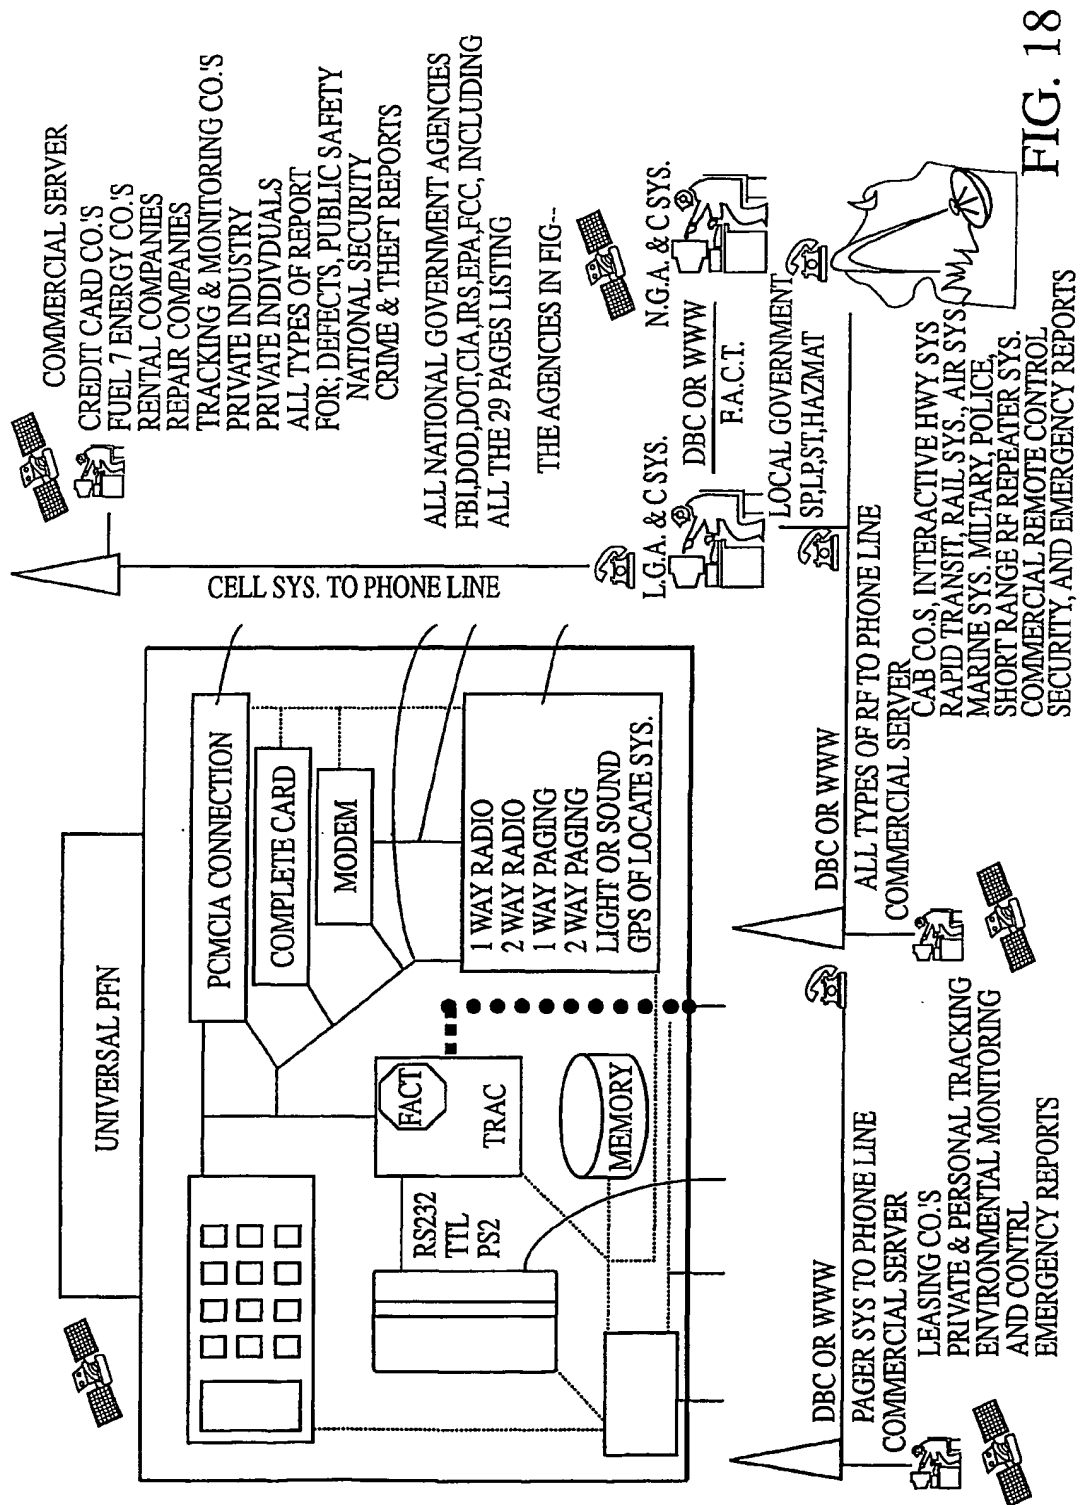 UNIVERSAL PFN
PCMCIA CONNECTION
COMPLETE CARD
MODEM
FACT
TRAC
RS232
TTL
PS2
MEMORY
1 WAY RADIO
2 WAY RADIO
1 WAY PAGING
2 WAY PAGING
LIGHT OR SOUND
GPS OF LOCATE SYS.
CELL SYS. TO PHONE LINE
COMMERCIAL SERVER
CREDIT CARD CO.'S
FUEL 7 ENERGY CO.'S
RENTAL COMPANIES
REPAIR COMPANIES
TRACKING & MONITORING CO.'S
PRIVATE INDUSTRY
PRIVATE INDIVDUALS
ALL TYPES OF REPORT
FOR; DEFECTS, PUBLIC SAFETY
NATIONAL SECURITY
CRIME & THEFT REPORTS
ALL NATIONAL GOVERNMENT AGENCIES
FBI,DOD,DOT,CIA,IRS,EPA,FCC, INCLUDING
ALL THE 29 PAGES LISTING
THE AGENCIES IN FIG---
L.G.A. & C SYS.
N.G.A. & C SYS.
DBC OR WWW
F.A.C.T.
LOCAL GOVERNMENT
SP,LP,ST,HAZMAT
DBC OR WWW
PAGER SYS TO PHONE LINE
COMMERCIAL SERVER
LEASING CO.'S
PRIVATE & PERSONAL TRACKING
ENVIRONMENTAL MONITORING
AND CONTRL
EMERGENCY REPORTS
DBC OR WWW
ALL TYPES OF RF TO PHONE LINE
COMMERCIAL SERVER
CAB CO.S, INTERACTIVE HWY SYS
RAPID TRANSIT, RAIL SYS., AIR SYS.
MARINE SYS. MILTARY, POLICE,
SHORT RANGE RF REPEATER SYS.
COMMERCIAL REMOTE CONTROL
SECURITY, AND EMERGENCY REPORTS
FIG. 18